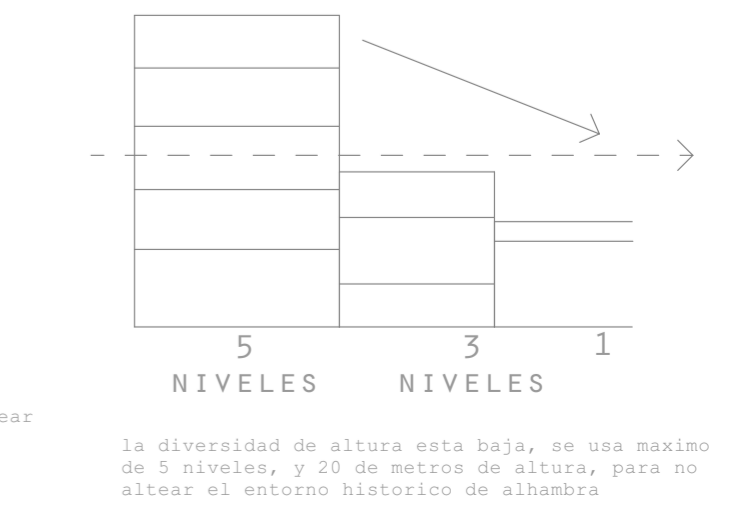 5 3 1
NIVELES NIVELES
ear
la diversidad de altura esta baja, se usa maximo
de 5 niveles, y 20 de metros de altura, para no
altear el entorno historico de alhambra